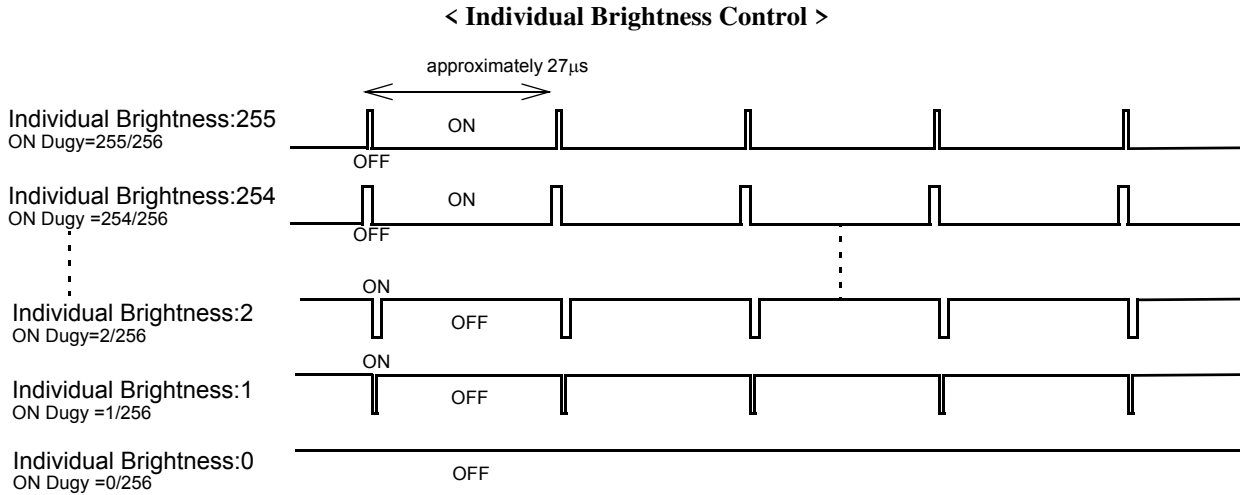 < Individual Brightness Control >
approximately 27μs
Individual Brightness:255
ON Dugy=255/256
ON
OFF
Individual Brightness:254
ON Dugy =254/256
ON
OFF
ON
Individual Brightness:2
ON Dugy=2/256
OFF
ON
Individual Brightness:1
ON Dugy =1/256
OFF
Individual Brightness:0
ON Dugy =0/256
OFF